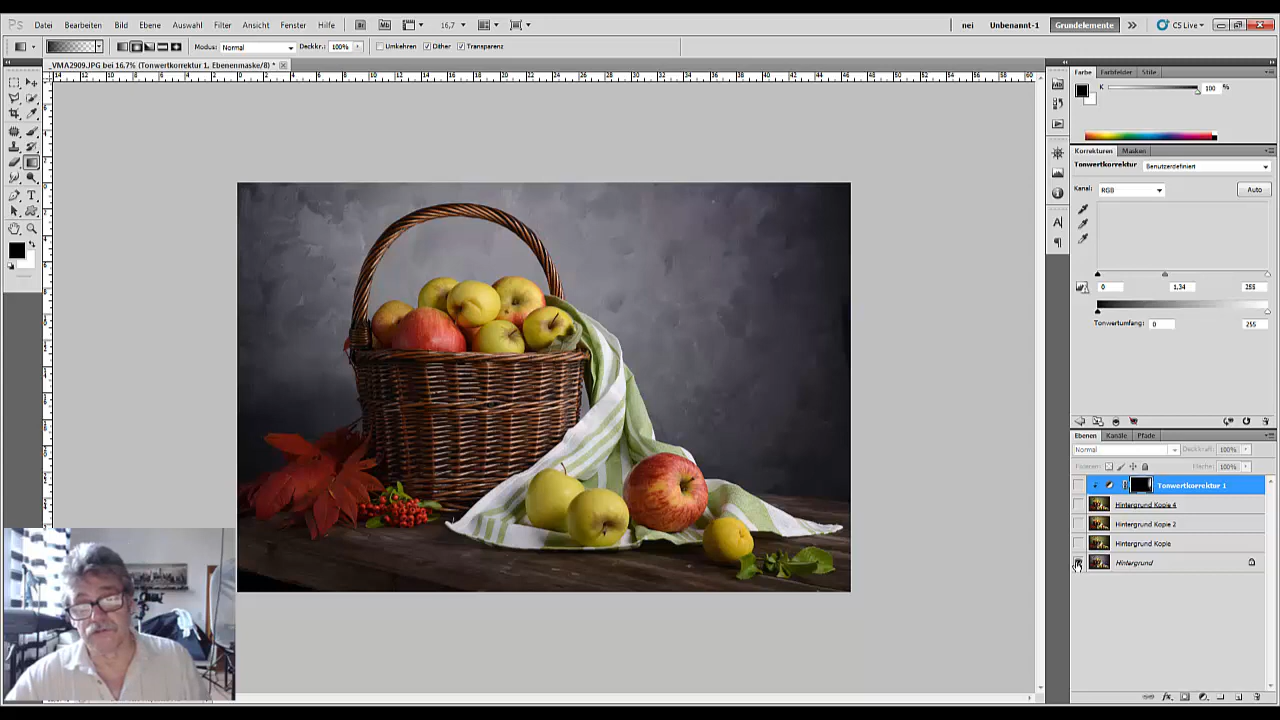 Ps Datei Bearbeiten Bild Ebene Auswahl Filter Ansicht Fenster Hilfe Br Mb 16,7 nei Unbenannt-1 Grundelemente CS Live
Modus: Normal Deckkr.: 100% Umkehren Dither Transparenz
_VMA2909.JPG bei 16,7% (Tonwertkorrektur 1, Ebenenmaske/8) *
Farbe Farbfelder Stile
K 100 %
Korrekturen Masken
Tonwertkorrektur Benutzerdefiniert
Kanal: RGB Auto
0 1,34 255
Tonwertumfang: 0 255
Ebenen Kanäle Pfade
Normal Deckkraft: 100%
Fixieren: Fläche: 100%
Tonwertkorrektur 1
Hintergrund Kopie 4
Hintergrund Kopie 2
Hintergrund Kopie
Hintergrund